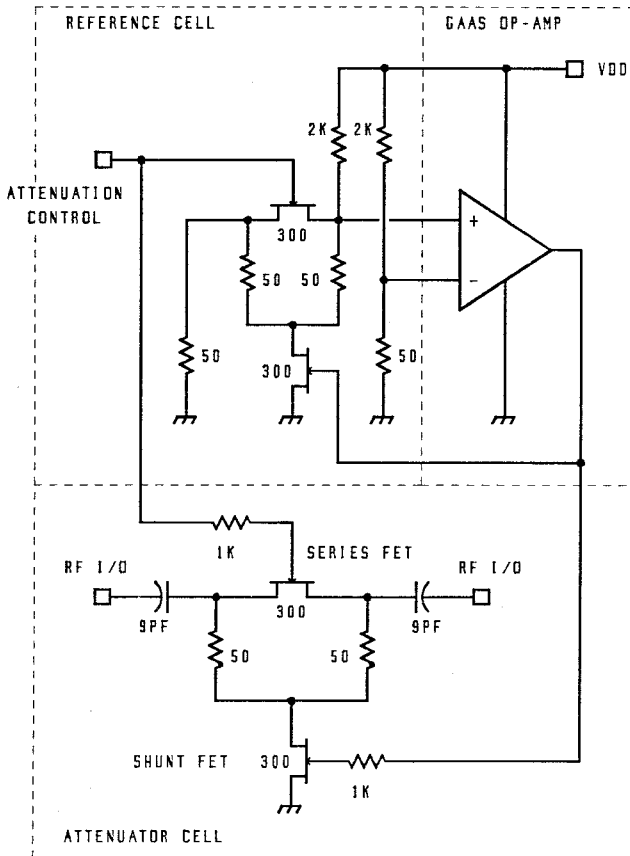 REFERENCE CELL
GAAS OP-AMP
VDD
2K
2K
ATTENUATION
CONTROL
+
300
50
50
-
50
300
50
1K
SERIES FET
RF I/O
RF I/O
9PF
300
9PF
50
50
SHUNT FET
300
1K
ATTENUATOR CELL